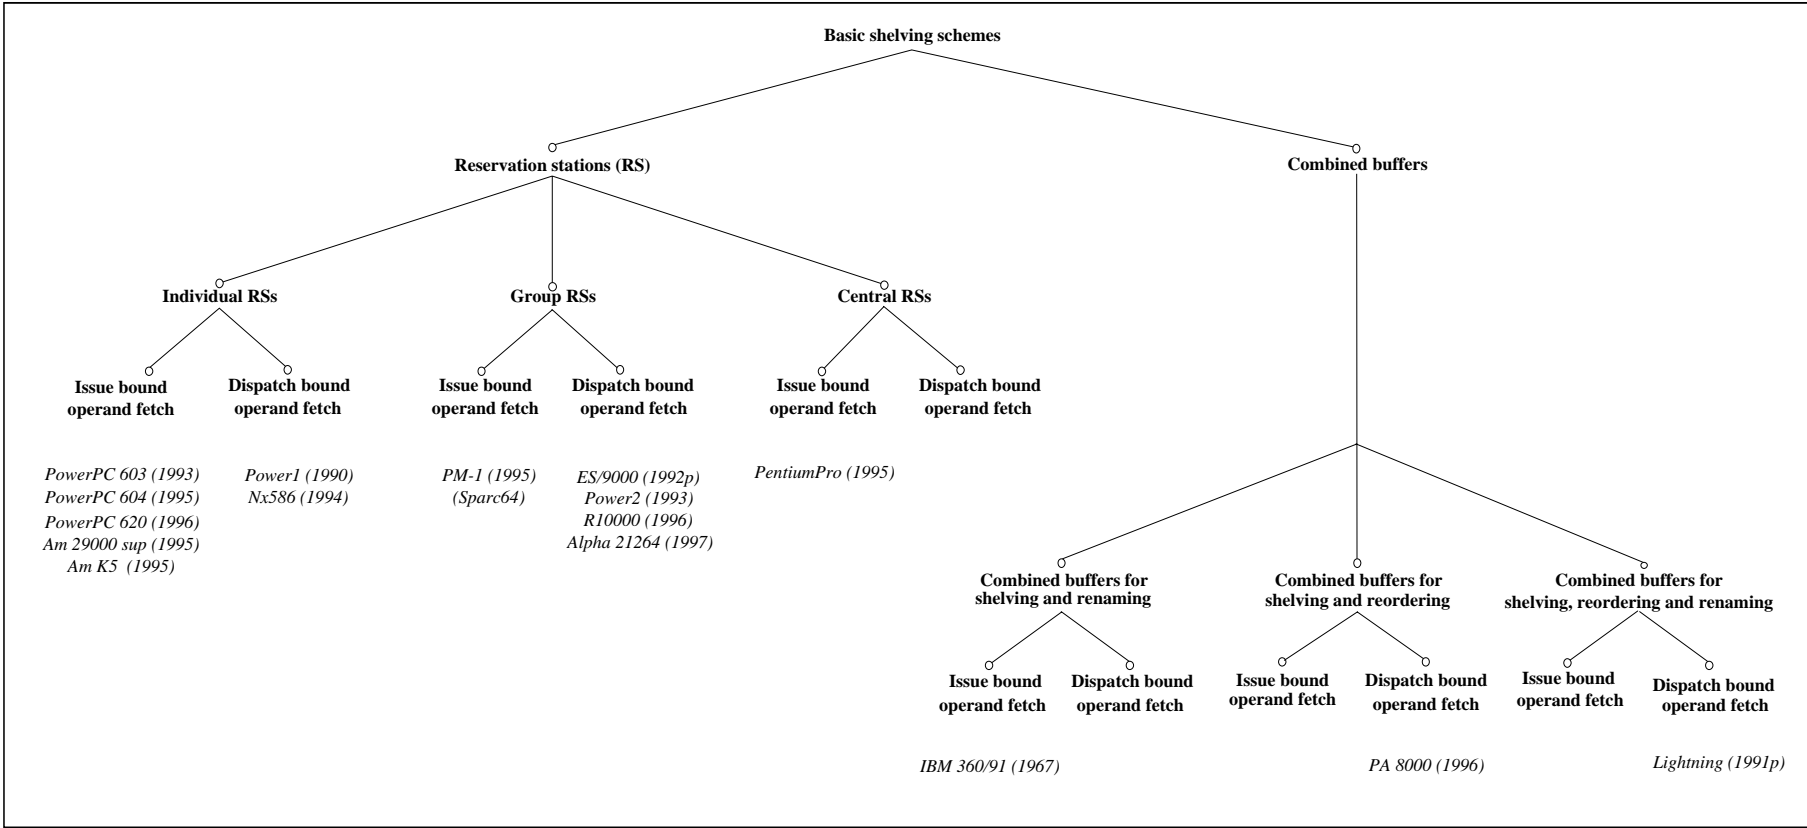 Basic shelving schemes
Reservation stations (RS)
Combined buffers
Individual RSs
Group RSs
Central RSs
Issue bound
operand fetch
Dispatch bound
operand fetch
Issue bound
operand fetch
Dispatch bound
operand fetch
Issue bound
operand fetch
Dispatch bound
operand fetch
PowerPC 603 (1993)
PowerPC 604 (1995)
PowerPC 620 (1996)
Am 29000 sup (1995)
Am K5 (1995)
Power1 (1990)
Nx586 (1994)
PM-1 (1995)
(Sparc64)
ES/9000 (1992p)
Power2 (1993)
R10000 (1996)
Alpha 21264 (1997)
PentiumPro (1995)
Combined buffers for
shelving and renaming
Combined buffers for
shelving and reordering
Combined buffers for
shelving, reordering and renaming
Issue bound
operand fetch
Dispatch bound
operand fetch
Issue bound
operand fetch
Dispatch bound
operand fetch
Issue bound
operand fetch
Dispatch bound
operand fetch
IBM 360/91 (1967)
PA 8000 (1996)
Lightning (1991p)